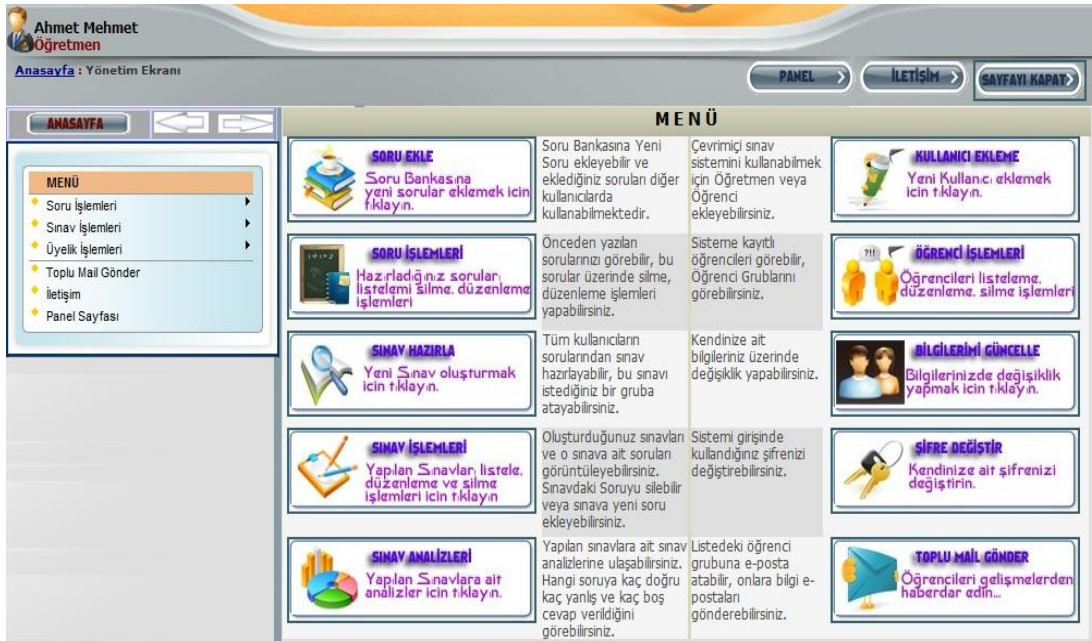 Ahmet Mehmet
Öğretmen
Anasayfa : Yönetim Ekranı
PANEL
İLETİŞİM
SAYFAYI KAPAT
ANASAYFA
MENÜ
Soru İşlemleri
Sınav İşlemleri
Üyelik İşlemleri
Toplu Mail Gönder
İletişim
Panel Sayfası
MENÜ
SORU EKLE
Soru Bankasına
yeni sorular eklemek icin
tıklayın.
Soru Bankasına Yeni
Soru ekleyebilir ve
eklediğiniz soruları diğer
kullanıcılarda
kullanabilmektedir.
Çevrimiçi sınav
sistemini kullanabilmek
için Öğretmen veya
Öğrenci
ekleyebilirsiniz.
KULLANICI EKLEME
Yeni Kullanıcı eklemek
icin tıklayın.
SORU İŞLEMLERİ
Hazırladığınız soruları
listelemi silme, düzenleme
işlemleri
Önceden yazılan
sorularınızı görebilir, bu
sorular üzerinde silme,
düzenleme işlemleri
yapabilirsiniz.
Sisteme kayıtlı
öğrencileri görebilir,
Öğrenci Grublarını
görebilirsiniz.
ÖĞRENCİ İŞLEMLERİ
Öğrencileri listeleme,
düzenleme, silme işlemleri
SINAV HAZIRLA
Yeni Sınav oluşturmak
icin tıklayın.
Tüm kullanıcıların
sorularından sınav
hazırlayabilir, bu sınavı
istediğiniz bir gruba
atayabilirsiniz.
Kendinize ait
bilgileriniz üzerinde
değişiklik yapabilirsiniz.
BİLGİLERİMİ GÜNCELLE
Bilgilerinizde değişiklik
yapmak icin tıklayın.
SINAV İŞLEMLERİ
Yapılan Sınavları listele,
düzenleme ve silme
işlemleri icin tıklayın
Oluşturduğunuz sınavları
ve o sınava ait soruları
görüntüleyebilirsiniz.
Sınavdaki Soruyu silebilir
veya sınava yeni soru
ekleyebilirsiniz.
Sistemi girişinde
kullandığınız şifrenizi
değiştirebilirsiniz.
ŞİFRE DEĞİŞTİR
Kendinize ait şifrenizi
değiştirin.
SINAV ANALİZLERİ
Yapılan Sınavlara ait
analizler icin tıklayın.
Yapılan sınavlara ait sınav
analizlerine ulaşabilirsiniz.
Hangi soruya kaç doğru
kaç yanlış ve kaç boş
cevap verildiğini
görebilirsiniz.
Listedeki öğrenci
grubuna e-posta
atabilir, onlara bilgi e-
postaları
gönderebilirsiniz.
TOPLU MAIL GÖNDER
Öğrencileri gelişmelerden
haberdar edin...